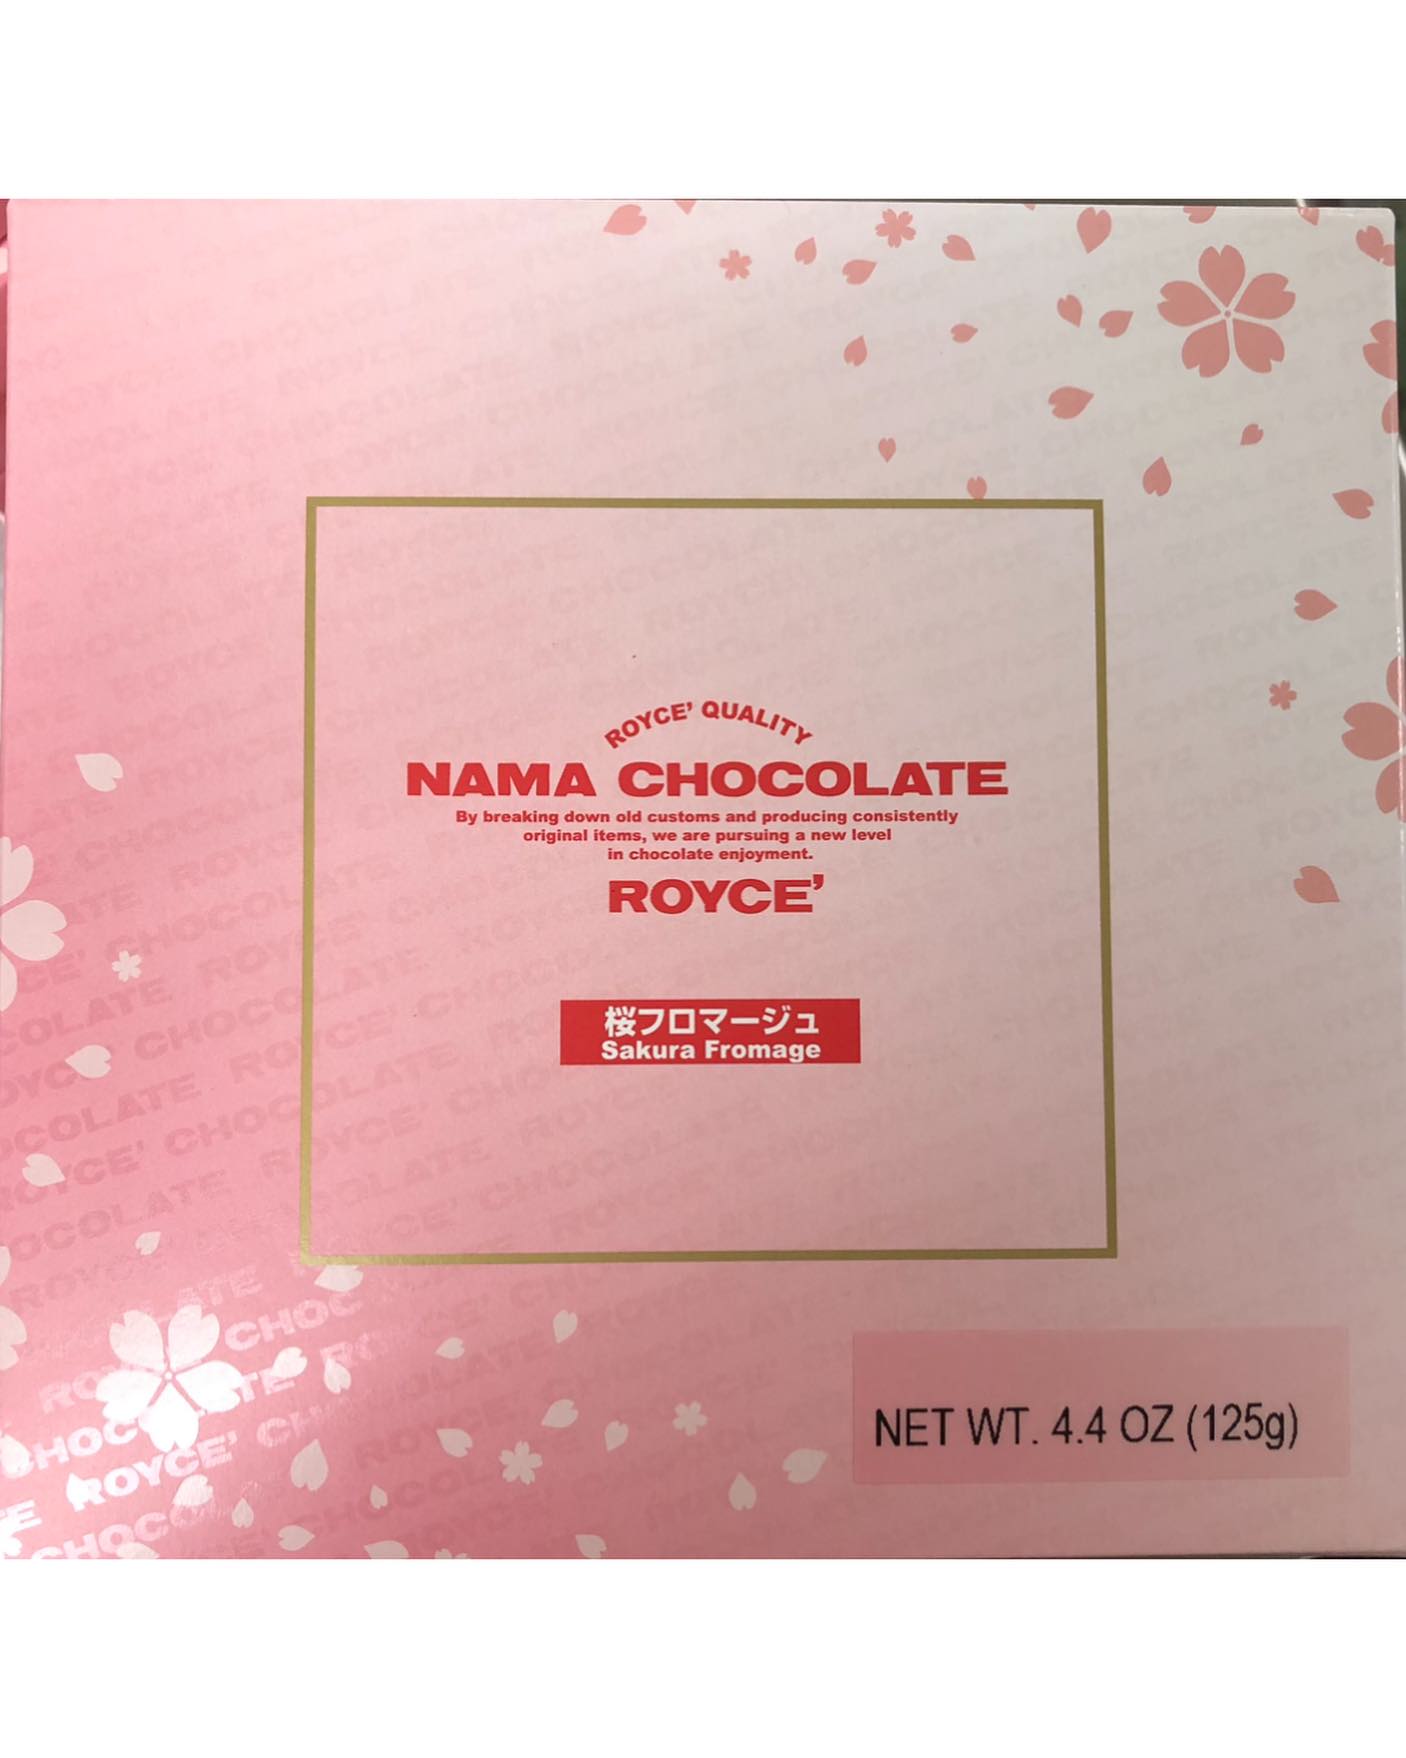 ROYCE' QUALITY
NAMA CHOCOLATE
By breaking down old customs and producing consistently
original items, we are pursuing a new level
in chocolate enjoyment.
ROYCE'
桜フロマージュ
Sakura Fromage
NET WT. 4.4 OZ (125g)